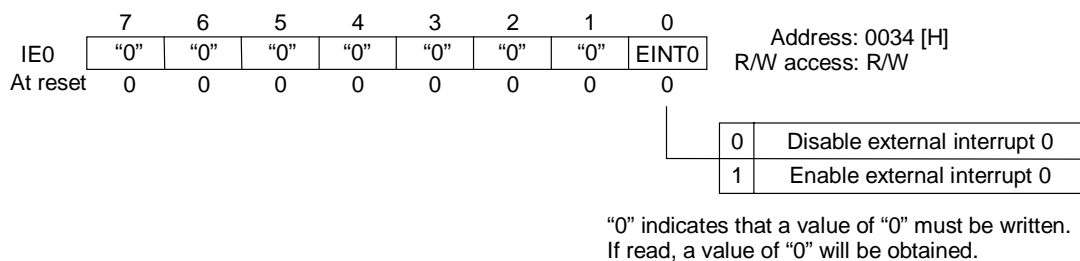 7 6 5 4 3 2 1 0
IE0 “0” “0” “0” “0” “0” “0” “0” EINT0
At reset 0 0 0 0 0 0 0 0
Address: 0034 [H]
R/W access: R/W
0 Disable external interrupt 0
1 Enable external interrupt 0
“0” indicates that a value of “0” must be written.
If read, a value of “0” will be obtained.